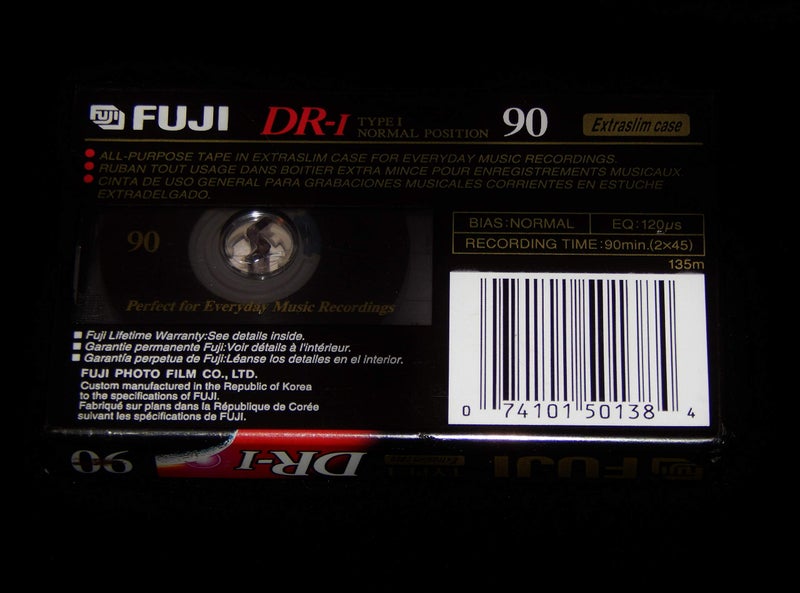 FUJI FUJI DR-I TYPE I NORMAL POSITION 90 Extraslim case
ALL-PURPOSE TAPE IN EXTRASLIM CASE FOR EVERYDAY MUSIC RECORDINGS.
RUBAN TOUT USAGE DANS BOITIER EXTRA MINCE POUR ENREGISTREMENTS MUSICAUX.
CINTA DE USO GENERAL PARA GRABACIONES MUSICALES CORRIENTES EN ESTUCHE
EXTRADELGADO.
BIAS:NORMAL EQ:120µs
RECORDING TIME:90min.(2×45)
135m
90
Perfect for Everyday Music Recordings
Fuji Lifetime Warranty:See details inside.
Garantie permanente Fuji:Voir détails à l'intérieur.
Garantía perpetua de Fuji:Léanse los detalles en el interior.
FUJI PHOTO FILM CO., LTD.
Custom manufactured in the Republic of Korea
to the specifications of FUJI.
Fabriqué sur plans dans la République de Corée
suivant les spécifications de FUJI.
0 74101 50138 4
FUJI FUJI TYPE I DR-I 90